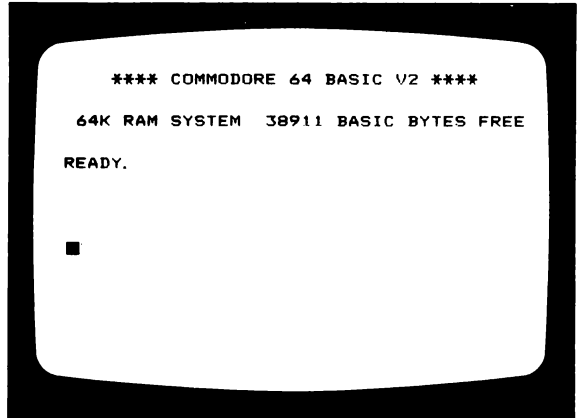 **** COMMODORE 64 BASIC V2 ****
64K RAM SYSTEM 38911 BASIC BYTES FREE
READY.